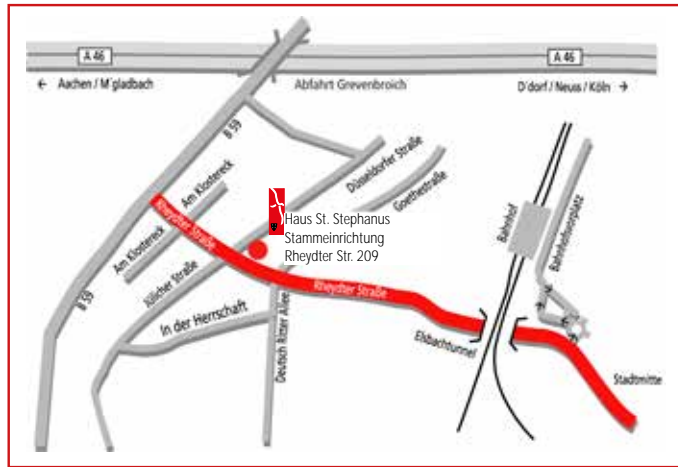 A 46
A 46
← Aachen / M´gladbach
Abfahrt Grevenbroich
D´dorf / Neuss / Köln →
B 59
Am Klostereck
Düsseldorfer Straße
Goethestraße
Bahnhof
Bahnhofsvorplatz
Rheydter Straße
Haus St. Stephanus
Stammeinrichtung
Rheydter Str. 209
Am Klostereck
Jülicher Straße
Rheydter Straße
B 59
In der Herrschaft
Deutsch Ritter Allee
Elsbachtunnel
Stadtmitte